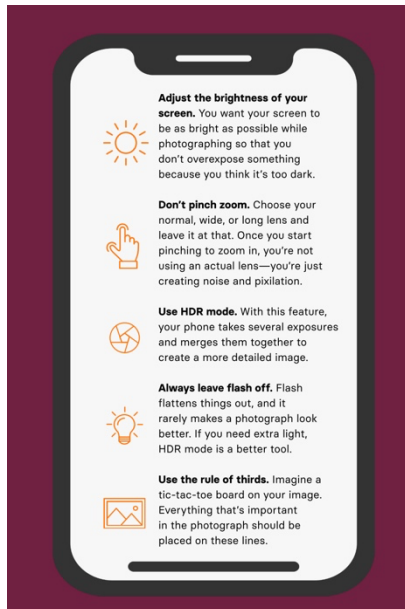 Adjust the brightness of your
screen. You want your screen to
be as bright as possible while
photographing so that you
don't overexpose something
because you think it's too dark.
Don't pinch zoom. Choose your
normal, wide, or long lens and
leave it at that. Once you start
pinching to zoom in, you're not
using an actual lens—you're just
creating noise and pixilation.
Use HDR mode. With this feature,
your phone takes several exposures
and merges them together to
create a more detailed image.
Always leave flash off. Flash
flattens things out, and it
rarely makes a photograph look
better. If you need extra light,
HDR mode is a better tool.
Use the rule of thirds. Imagine a
tic-tac-toe board on your image.
Everything that's important
in the photograph should be
placed on these lines.